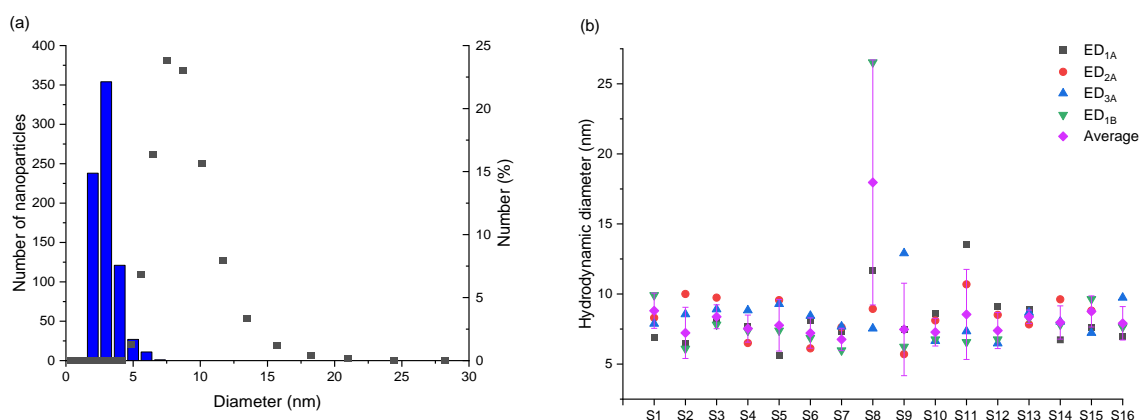 (a)
400
350
300
250
200
150
100
50
0
Number of nanoparticles
25
20
15
10
5
0
Number (%)
0 5 10 15 20 25 30
Diameter (nm)
(b)
25
20
15
10
5
Hydrodynamic diameter (nm)
ED1A
ED2A
ED3A
ED1B
Average
S1 S2 S3 S4 S5 S6 S7 S8 S9 S10 S11 S12 S13 S14 S15 S16